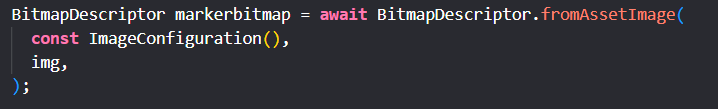 BitmapDescriptor markerbitmap = await BitmapDescriptor.fromAssetImage(
const ImageConfiguration(),
img,
);